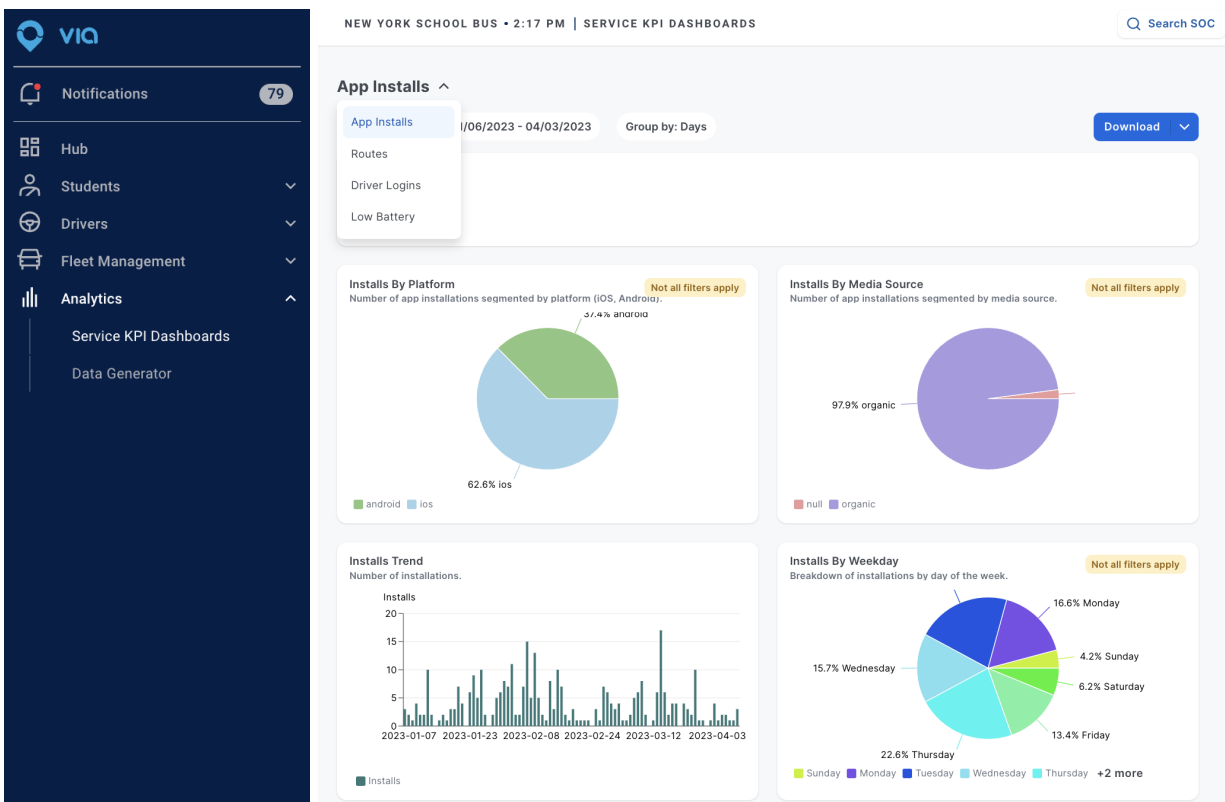 via
Notifications
79
Hub
Students
Drivers
Fleet Management
Analytics
Service KPI Dashboards
Data Generator
NEW YORK SCHOOL BUS • 2:17 PM | SERVICE KPI DASHBOARDS
Search SOC
App Installs
App Installs
Routes
Driver Logins
Low Battery
/06/2023 - 04/03/2023
Group by: Days
Download
Installs By Platform
Number of app installations segmented by platform (iOS, Android).
Not all filters apply
37.4% android
62.6% ios
android
ios
Installs By Media Source
Number of app installations segmented by media source.
Not all filters apply
97.9% organic
null
organic
Installs Trend
Number of installations.
Installs
20
15
10
5
0
2023-01-07 2023-01-23 2023-02-08 2023-02-24 2023-03-12 2023-04-03
Installs
Installs By Weekday
Breakdown of installations by day of the week.
Not all filters apply
16.6% Monday
4.2% Sunday
6.2% Saturday
13.4% Friday
22.6% Thursday
15.7% Wednesday
Sunday Monday Tuesday Wednesday Thursday +2 more